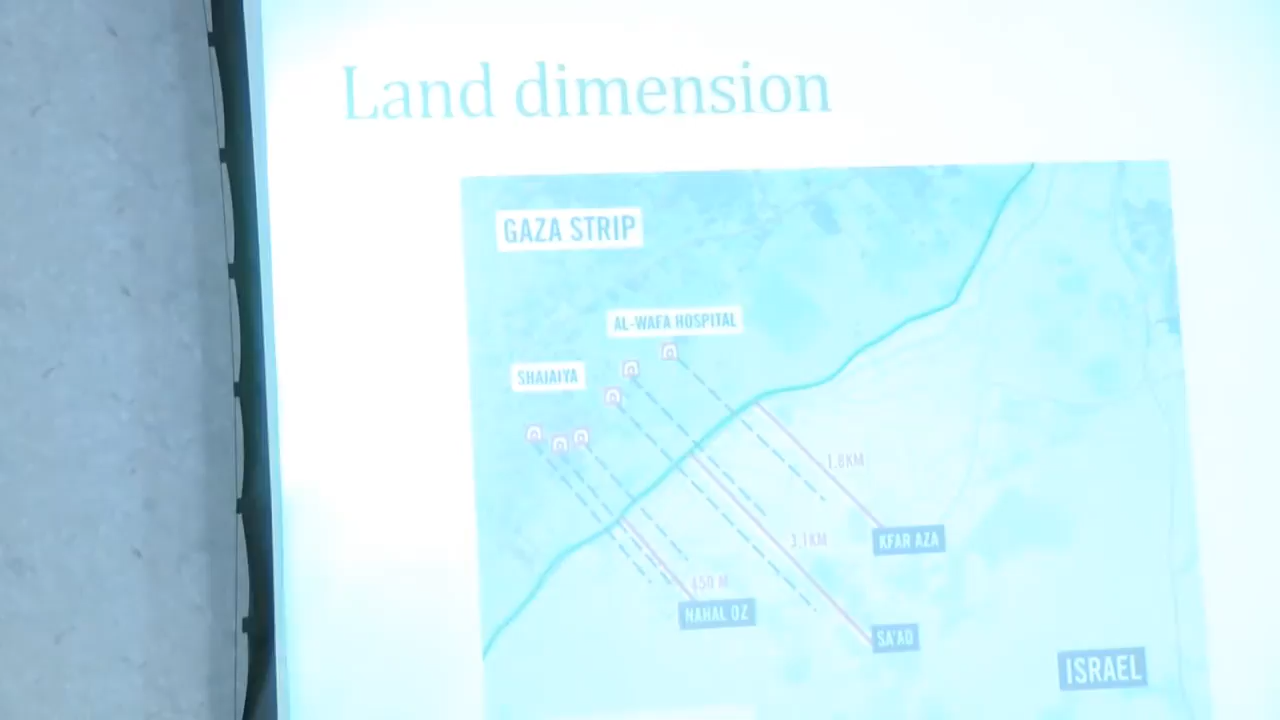 Land dimension
GAZA STRIP
AL-WAFA HOSPITAL
SHAJAIYA
1.8KM
KFAR AZA
3.1KM
450 M
NAHAL OZ
SA'AD
ISRAEL